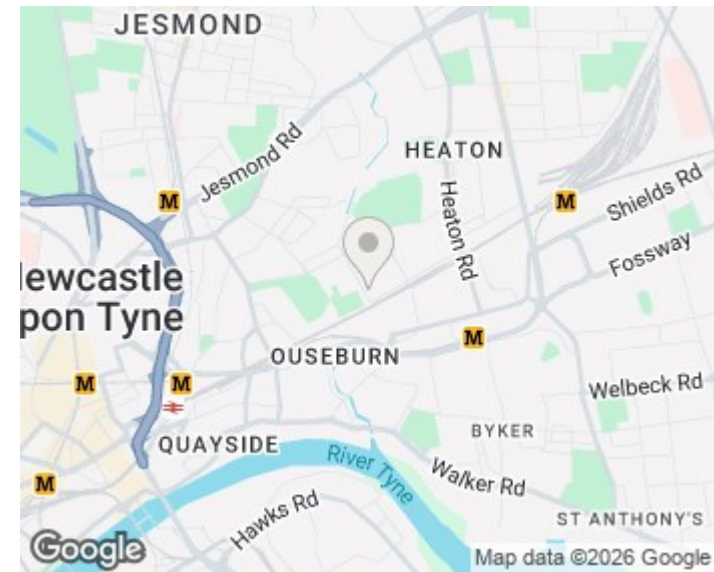 JESMOND
Jesmond Rd
HEATON
M
M
Shields Rd
Heaton Rd
Fossway
ewcastle
pon Tyne
M
OUSEBURN
M
M
Welbeck Rd
BYKER
QUAYSIDE
River Tyne
Walker Rd
M
Hawks Rd
ST ANTHONY'S
Google
Map data ©2026 Google